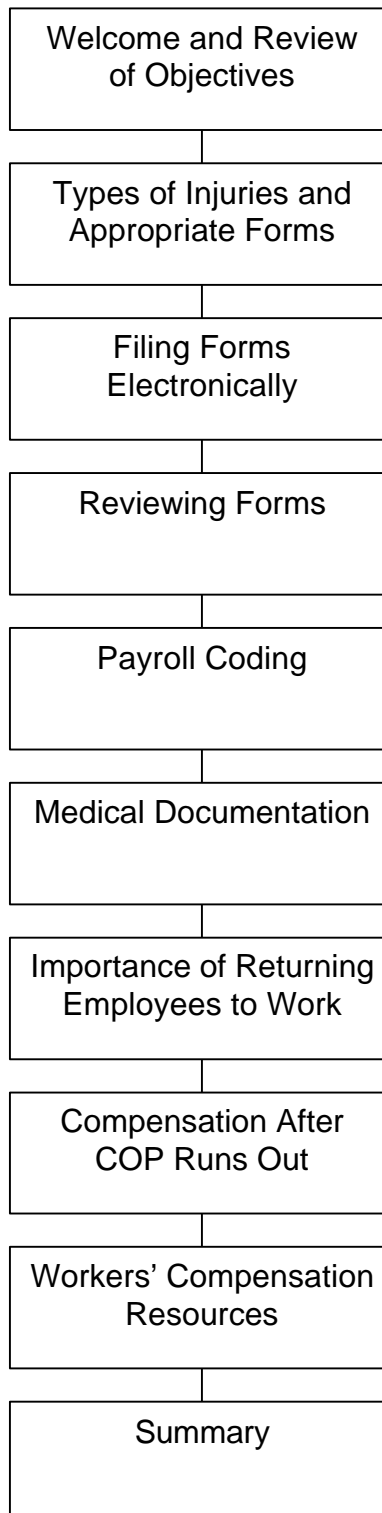 Welcome and Review
of Objectives
Types of Injuries and
Appropriate Forms
Filing Forms
Electronically
Reviewing Forms
Payroll Coding
Medical Documentation
Importance of Returning
Employees to Work
Compensation After
COP Runs Out
Workers’ Compensation
Resources
Summary